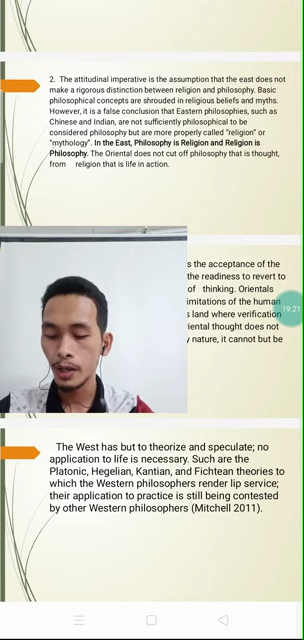 2. The attitudinal imperative is the assumption that the east does not
make a rigorous distinction between religion and philosophy. Basic
philosophical concepts are shrouded in religious beliefs and myths.
However, it is a false conclusion that Eastern philosophies, such as
Chinese and Indian, are not sufficiently philosophical to be
considered philosophy but are more properly called "religion" or
"mythology". In the East, Philosophy is Religion and Religion is
Philosophy. The Oriental does not cut off philosophy that is thought,
from religion that is life in action.
s the acceptance of the
the readiness to revert to
of thinking. Orientals
imitations of the human
s land where verification
riental thought does not
y nature, it cannot but be
19:21
The West has but to theorize and speculate; no
application to life is necessary. Such are the
Platonic, Hegelian, Kantian, and Fichtean theories to
which the Western philosophers render lip service;
their application to practice is still being contested
by other Western philosophers (Mitchell 2011).